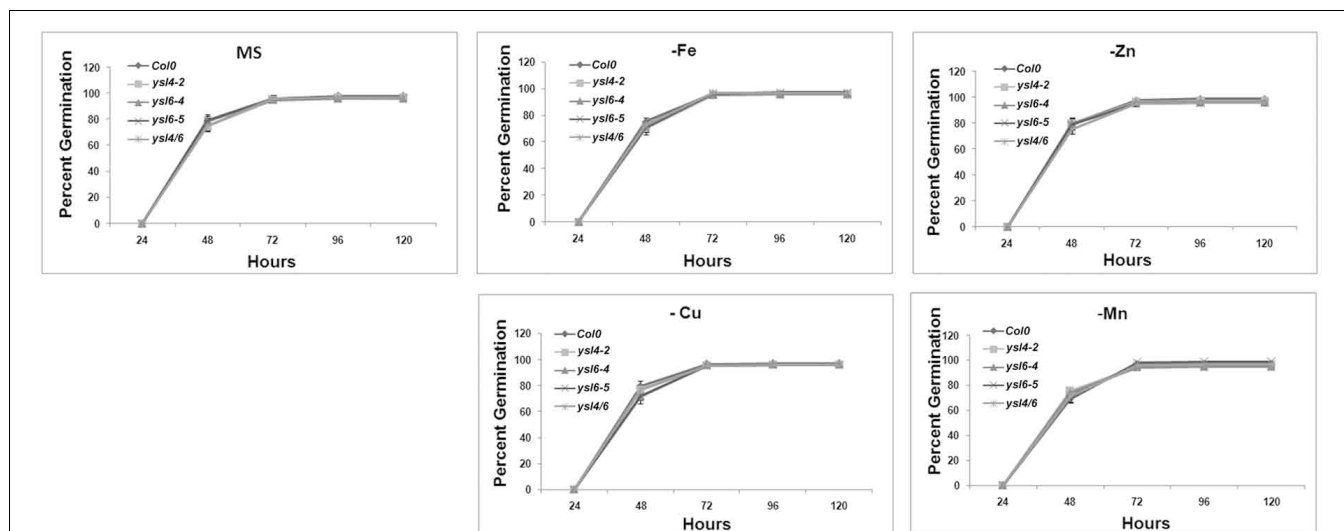 MS
Percent Germination
120
100
80
60
40
20
0
Col0
ysl4-2
ysl6-4
ysl6-5
ysl4/6
24 48 72 96 120
Hours
-Fe
Percent Germination
120
100
80
60
40
20
0
Col0
ysl4-2
ysl6-4
ysl6-5
ysl4/6
24 48 72 96 120
Hours
-Zn
Percent Germination
120
100
80
60
40
20
0
Col0
ysl4-2
ysl6-4
ysl6-5
ysl4/6
24 48 72 96 120
Hours
- Cu
Percent Germination
120
100
80
60
40
20
0
Col0
ysl4-2
ysl6-4
ysl6-5
ysl4/6
24 48 72 96 120
Hours
-Mn
Percent Germination
120
100
80
60
40
20
0
Col0
ysl4-2
ysl6-4
ysl6-5
ysl4/6
24 48 72 96 120
Hours